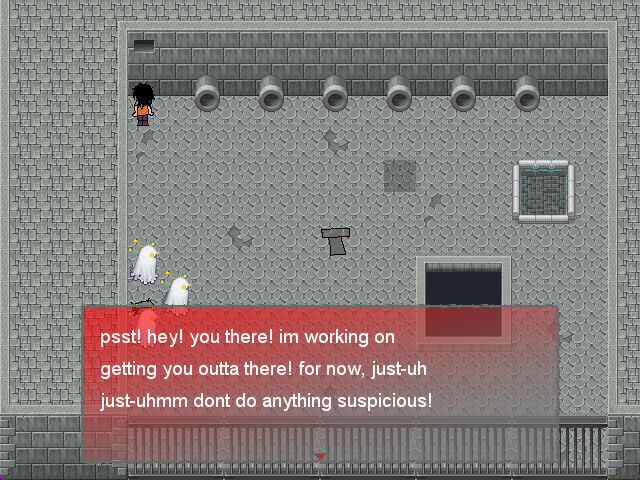 psst! hey! you there! im working on
getting you outta there! for now, just-uh
just-uhmm dont do anything suspicious!